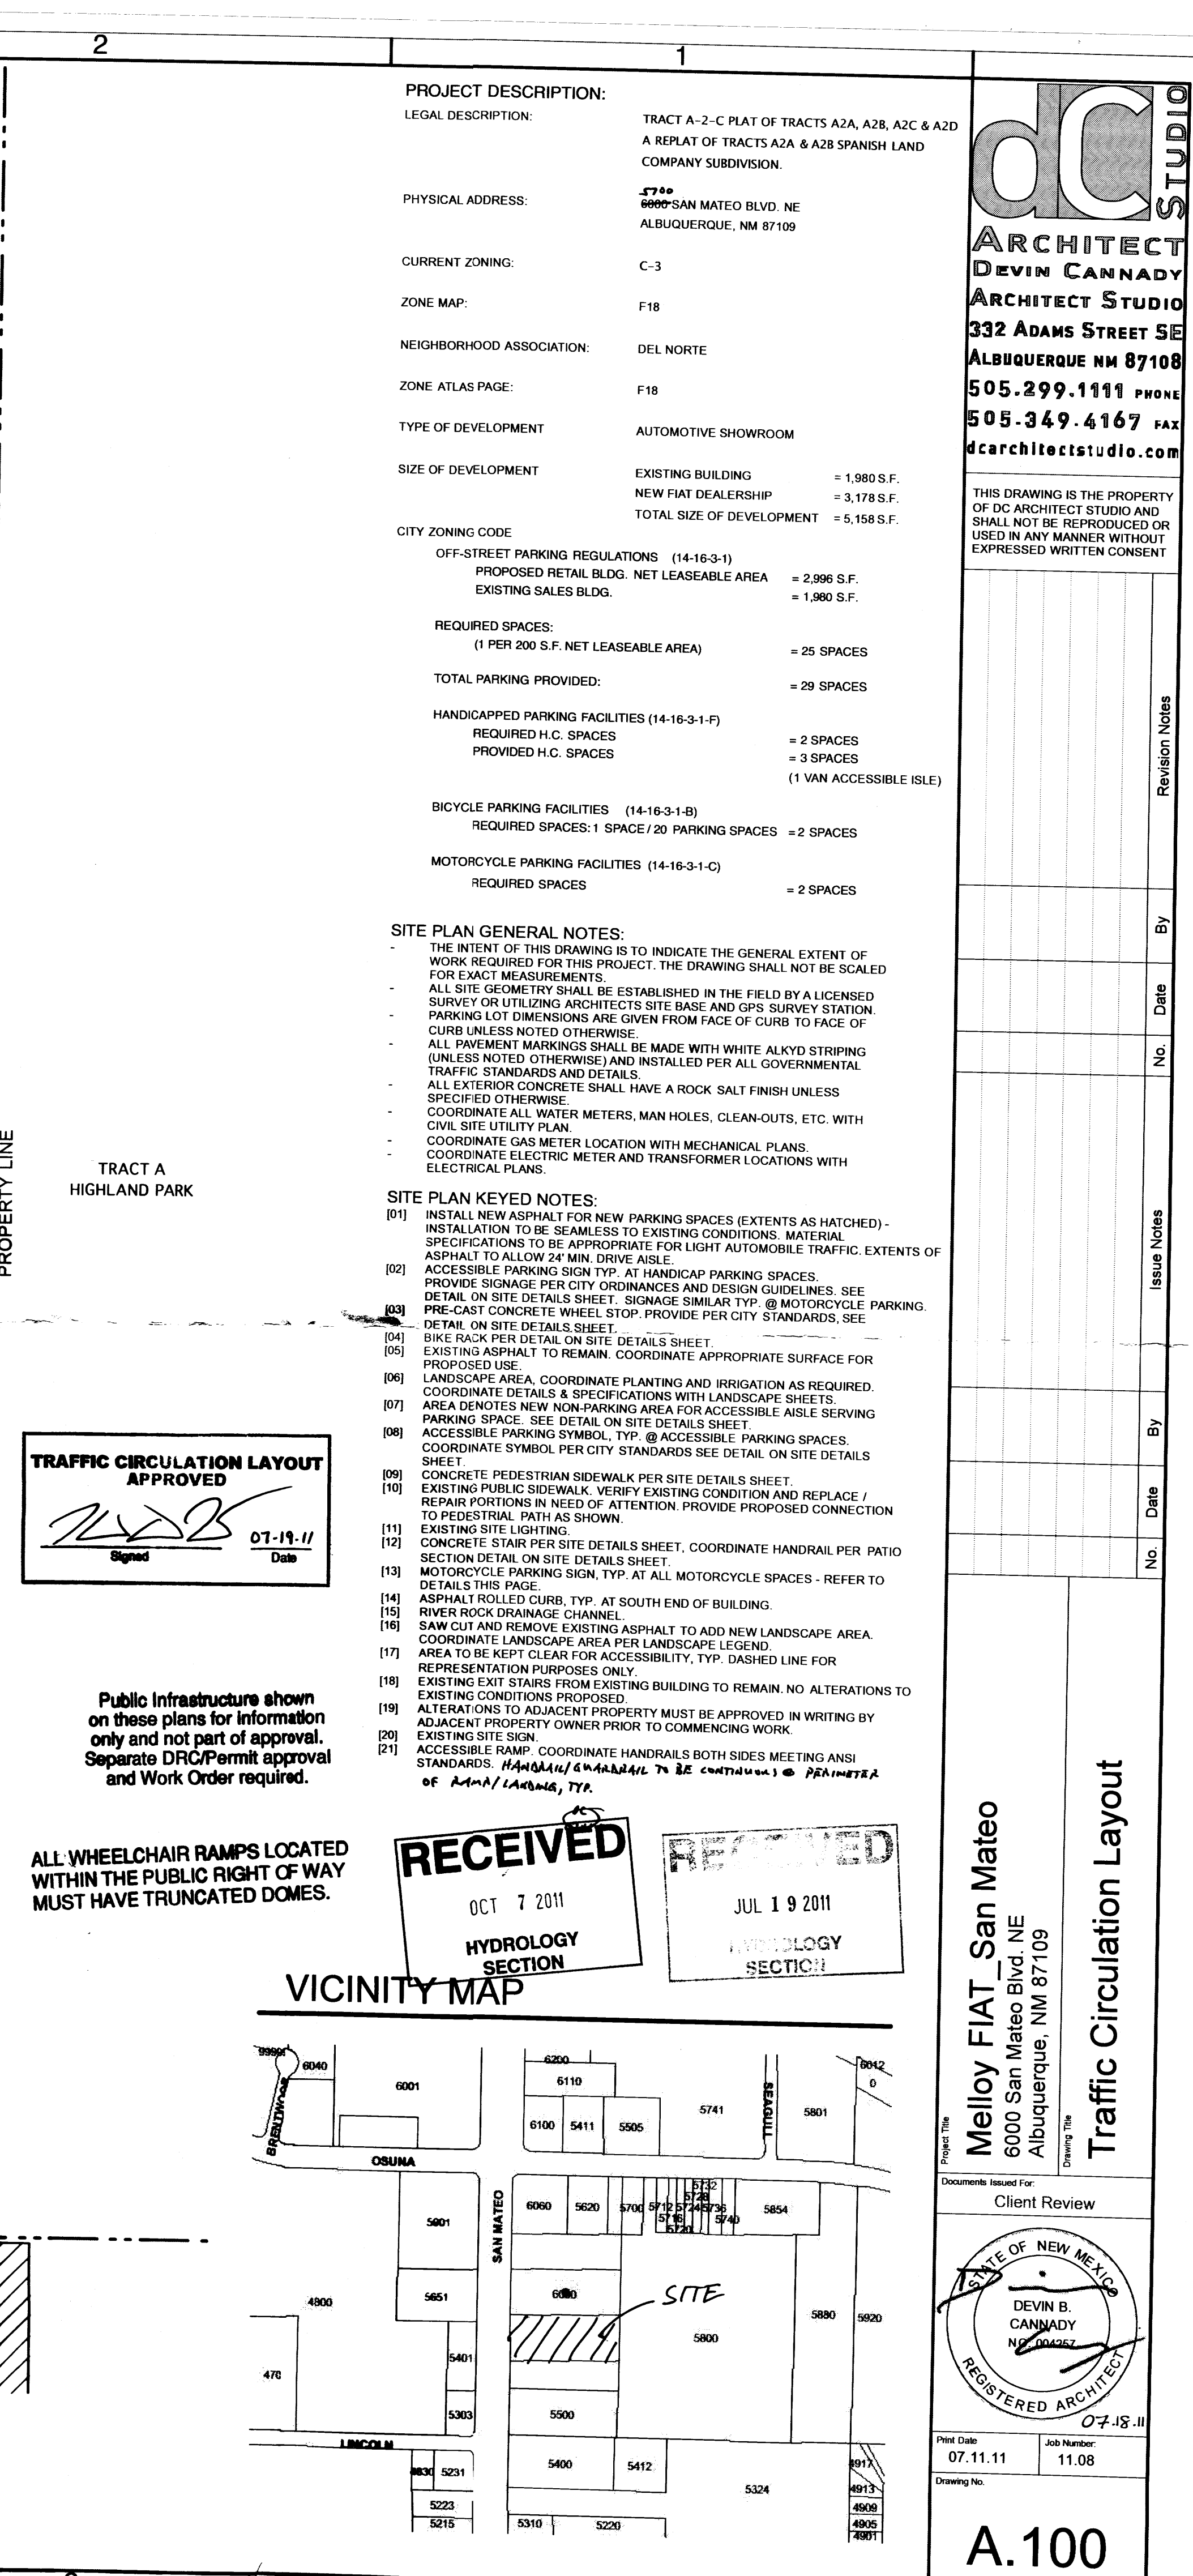 2
1
PROJECT DESCRIPTION:
LEGAL DESCRIPTION:
TRACT A-2-C PLAT OF TRACTS A2A, A2B, A2C & A2D
A REPLAT OF TRACTS A2A & A2B SPANISH LAND
COMPANY SUBDIVISION.
PHYSICAL ADDRESS:
5700
6000 SAN MATEO BLVD. NE
ALBUQUERQUE, NM 87109
CURRENT ZONING: C-3
ZONE MAP: F18
NEIGHBORHOOD ASSOCIATION: DEL NORTE
ZONE ATLAS PAGE: F18
TYPE OF DEVELOPMENT AUTOMOTIVE SHOWROOM
SIZE OF DEVELOPMENT EXISTING BUILDING = 1,980 S.F.
NEW FIAT DEALERSHIP = 3,178 S.F.
TOTAL SIZE OF DEVELOPMENT = 5,158 S.F.
CITY ZONING CODE
OFF-STREET PARKING REGULATIONS (14-16-3-1)
PROPOSED RETAIL BLDG. NET LEASEABLE AREA = 2,996 S.F.
EXISTING SALES BLDG. = 1,980 S.F.
REQUIRED SPACES:
(1 PER 200 S.F. NET LEASEABLE AREA) = 25 SPACES
TOTAL PARKING PROVIDED: = 29 SPACES
HANDICAPPED PARKING FACILITIES (14-16-3-1-F)
REQUIRED H.C. SPACES = 2 SPACES
PROVIDED H.C. SPACES = 3 SPACES
(1 VAN ACCESSIBLE ISLE)
BICYCLE PARKING FACILITIES (14-16-3-1-B)
REQUIRED SPACES: 1 SPACE / 20 PARKING SPACES = 2 SPACES
MOTORCYCLE PARKING FACILITIES (14-16-3-1-C)
REQUIRED SPACES = 2 SPACES
SITE PLAN GENERAL NOTES:
- THE INTENT OF THIS DRAWING IS TO INDICATE THE GENERAL EXTENT OF
WORK REQUIRED FOR THIS PROJECT. THE DRAWING SHALL NOT BE SCALED
FOR EXACT MEASUREMENTS.
- ALL SITE GEOMETRY SHALL BE ESTABLISHED IN THE FIELD BY A LICENSED
SURVEY OR UTILIZING ARCHITECTS SITE BASE AND GPS SURVEY STATION.
- PARKING LOT DIMENSIONS ARE GIVEN FROM FACE OF CURB TO FACE OF
CURB UNLESS NOTED OTHERWISE.
- ALL PAVEMENT MARKINGS SHALL BE MADE WITH WHITE ALKYD STRIPING
(UNLESS NOTED OTHERWISE) AND INSTALLED PER ALL GOVERNMENTAL
TRAFFIC STANDARDS AND DETAILS.
- ALL EXTERIOR CONCRETE SHALL HAVE A ROCK SALT FINISH UNLESS
SPECIFIED OTHERWISE.
- COORDINATE ALL WATER METERS, MAN HOLES, CLEAN-OUTS, ETC. WITH
CIVIL SITE UTILITY PLAN.
- COORDINATE GAS METER LOCATION WITH MECHANICAL PLANS.
- COORDINATE ELECTRIC METER AND TRANSFORMER LOCATIONS WITH
ELECTRICAL PLANS.
SITE PLAN KEYED NOTES:
[01] INSTALL NEW ASPHALT FOR NEW PARKING SPACES (EXTENTS AS HATCHED) -
INSTALLATION TO BE SEAMLESS TO EXISTING CONDITIONS. MATERIAL
SPECIFICATIONS TO BE APPROPRIATE FOR LIGHT AUTOMOBILE TRAFFIC. EXTENTS OF
ASPHALT TO ALLOW 24' MIN. DRIVE AISLE.
[02] ACCESSIBLE PARKING SIGN TYP. AT HANDICAP PARKING SPACES.
PROVIDE SIGNAGE PER CITY ORDINANCES AND DESIGN GUIDELINES. SEE
DETAIL ON SITE DETAILS SHEET. SIGNAGE SIMILAR TYP. @ MOTORCYCLE PARKING.
[03] PRE-CAST CONCRETE WHEEL STOP. PROVIDE PER CITY STANDARDS, SEE
DETAIL ON SITE DETAILS SHEET.
[04] BIKE RACK PER DETAIL ON SITE DETAILS SHEET.
[05] EXISTING ASPHALT TO REMAIN. COORDINATE APPROPRIATE SURFACE FOR
PROPOSED USE.
[06] LANDSCAPE AREA, COORDINATE PLANTING AND IRRIGATION AS REQUIRED.
COORDINATE DETAILS & SPECIFICATIONS WITH LANDSCAPE SHEETS.
[07] AREA DENOTES NEW NON-PARKING AREA FOR ACCESSIBLE AISLE SERVING
PARKING SPACE. SEE DETAIL ON SITE DETAILS SHEET.
[08] ACCESSIBLE PARKING SYMBOL, TYP. @ ACCESSIBLE PARKING SPACES.
COORDINATE SYMBOL PER CITY STANDARDS SEE DETAIL ON SITE DETAILS
SHEET.
[09] CONCRETE PEDESTRIAN SIDEWALK PER SITE DETAILS SHEET.
[10] EXISTING PUBLIC SIDEWALK. VERIFY EXISTING CONDITION AND REPLACE /
REPAIR PORTIONS IN NEED OF ATTENTION. PROVIDE PROPOSED CONNECTION
TO PEDESTRIAL PATH AS SHOWN.
[11] EXISTING SITE LIGHTING.
[12] CONCRETE STAIR PER SITE DETAILS SHEET, COORDINATE HANDRAIL PER PATIO
SECTION DETAIL ON SITE DETAILS SHEET.
[13] MOTORCYCLE PARKING SIGN, TYP. AT ALL MOTORCYCLE SPACES - REFER TO
DETAILS THIS PAGE.
[14] ASPHALT ROLLED CURB, TYP. AT SOUTH END OF BUILDING.
[15] RIVER ROCK DRAINAGE CHANNEL.
[16] SAW CUT AND REMOVE EXISTING ASPHALT TO ADD NEW LANDSCAPE AREA.
COORDINATE LANDSCAPE AREA PER LANDSCAPE LEGEND.
[17] AREA TO BE KEPT CLEAR FOR ACCESSIBILITY, TYP. DASHED LINE FOR
REPRESENTATION PURPOSES ONLY.
[18] EXISTING EXIT STAIRS FROM EXISTING BUILDING TO REMAIN. NO ALTERATIONS TO
EXISTING CONDITIONS PROPOSED.
[19] ALTERATIONS TO ADJACENT PROPERTY MUST BE APPROVED IN WRITING BY
ADJACENT PROPERTY OWNER PRIOR TO COMMENCING WORK.
[20] EXISTING SITE SIGN.
[21] ACCESSIBLE RAMP. COORDINATE HANDRAILS BOTH SIDES MEETING ANSI
STANDARDS. HANDRAIL/GUARDRAIL TO BE CONTINUOUS @ PERIMETER
OF RAMP/LANDING, TYP.
PROPERTY LINE
TRACT A
HIGHLAND PARK
TRAFFIC CIRCULATION LAYOUT
APPROVED
07-19-11
Signed Date
Public Infrastructure shown
on these plans for information
only and not part of approval.
Separate DRC/Permit approval
and Work Order required.
ALL WHEELCHAIR RAMPS LOCATED
WITHIN THE PUBLIC RIGHT OF WAY
MUST HAVE TRUNCATED DOMES.
RECEIVED
OCT 7 2011
HYDROLOGY
SECTION
RECEIVED
JUL 19 2011
HYDROLOGY
SECTION
VICINITY MAP
6040
6001
6200
6110
6100
5411
5505
5741
5801
6012
0
BRENTWOOD
SEAGULL
OSUNA
SAN MATEO
5901
6060
5620
5700
5712
5716
5720
5724
5728
5732
5736
5740
5854
4800
5651
SITE
5800
5880
5920
470
5401
5303
5500
LINCOLN
5231
5400
5412
5324
4917
4913
5223
4909
5215
5310
5220
4905
4901
dC
STUDIO
ARCHITECT
DEVIN CANNADY
ARCHITECT STUDIO
332 ADAMS STREET SE
ALBUQUERQUE NM 87108
505.299.1111 PHONE
505.349.4167 FAX
dcarchitectstudio.com
THIS DRAWING IS THE PROPERTY
OF DC ARCHITECT STUDIO AND
SHALL NOT BE REPRODUCED OR
USED IN ANY MANNER WITHOUT
EXPRESSED WRITTEN CONSENT
Revision Notes
By
Date
No.
Issue Notes
By
Date
No.
Project Title
Melloy FIAT_San Mateo
6000 San Mateo Blvd. NE
Albuquerque, NM 87109
Drawing Title
Traffic Circulation Layout
Documents Issued For:
Client Review
STATE OF NEW MEXICO
DEVIN B.
CANNADY
NO. 004257
REGISTERED ARCHITECT
07.18.11
Print Date
07.11.11
Job Number:
11.08
Drawing No.
A.100